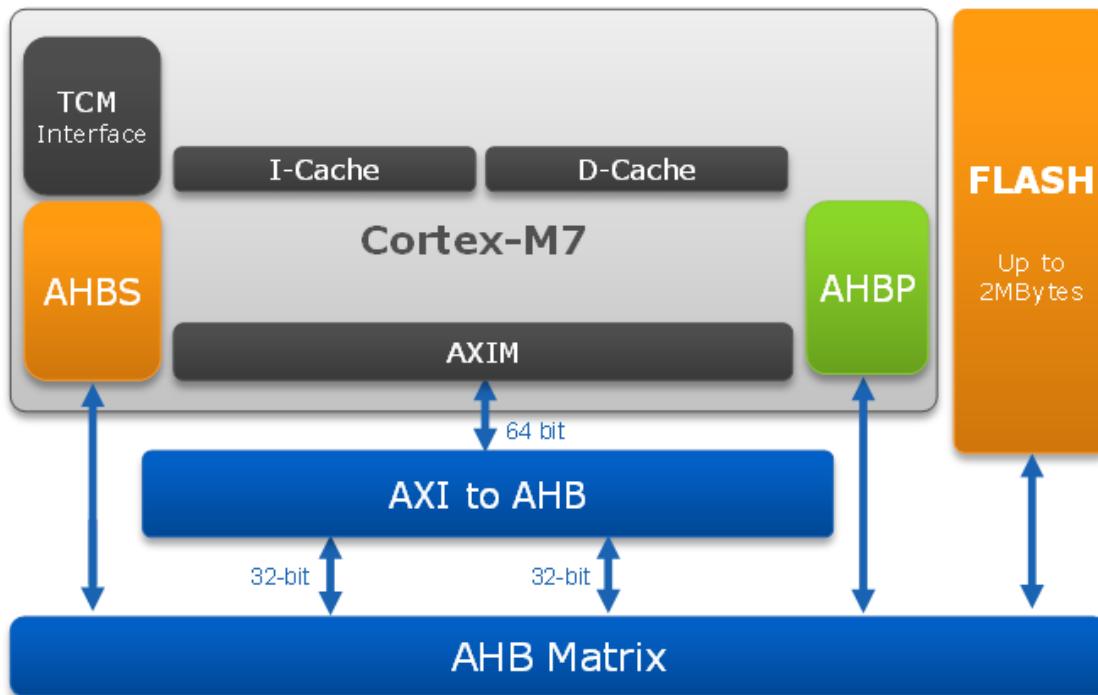 TCM
Interface
I-Cache
D-Cache
FLASH
Cortex-M7
AHBS
AHBP
Up to
2MBytes
AXIM
64 bit
AXI to AHB
32-bit
32-bit
AHB Matrix